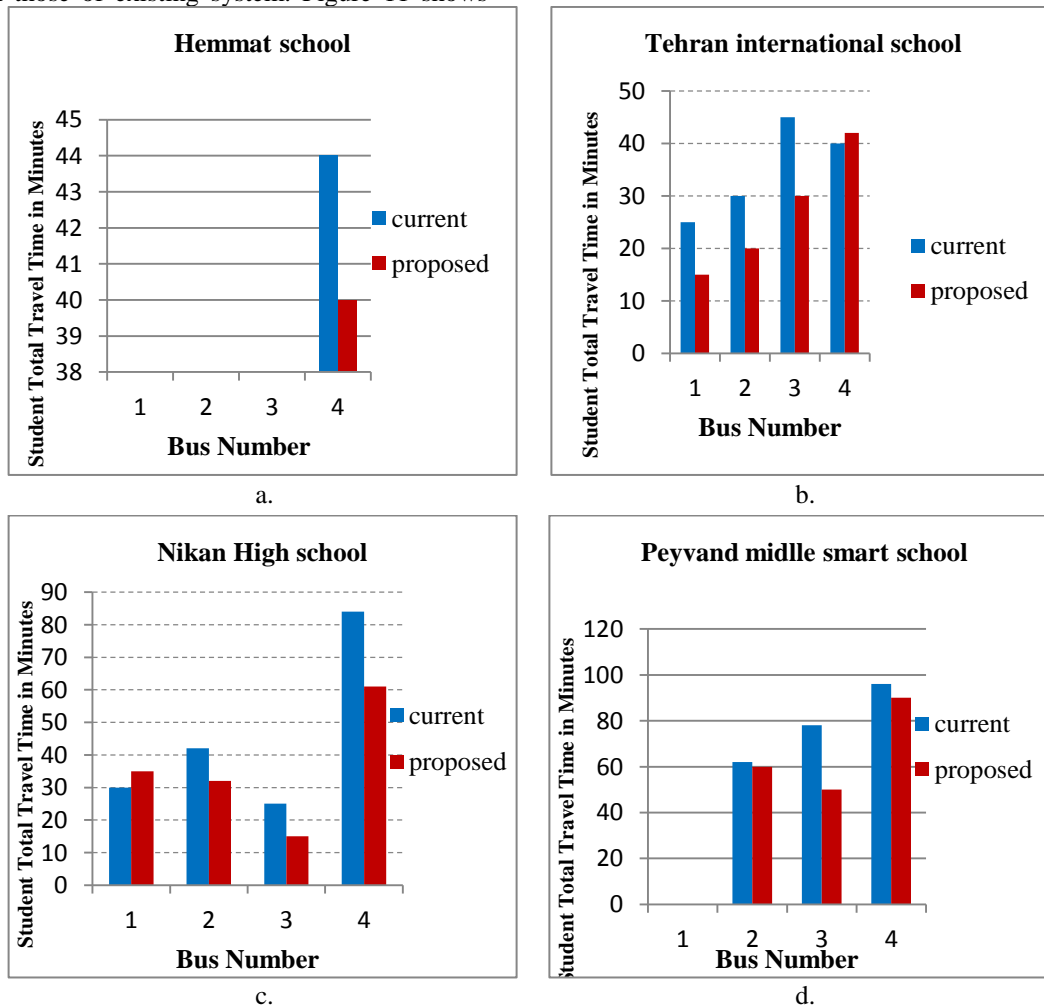 those of existing system. Figure 11 shows
Hemmat school
Student Total Travel Time in Minutes
45
44
43
42
41
40
39
38
1 2 3 4
Bus Number
current
proposed
a.
Tehran international school
Student Total Travel Time in Minutes
50
40
30
20
10
0
1 2 3 4
Bus Number
current
proposed
b.
Nikan High school
Student Total Travel Time in Minutes
90
80
70
60
50
40
30
20
10
0
1 2 3 4
Bus Number
current
proposed
c.
Peyvand midlle smart school
Student Total Travel Time in Minutes
120
100
80
60
40
20
0
1 2 3 4
Bus Number
current
proposed
d.